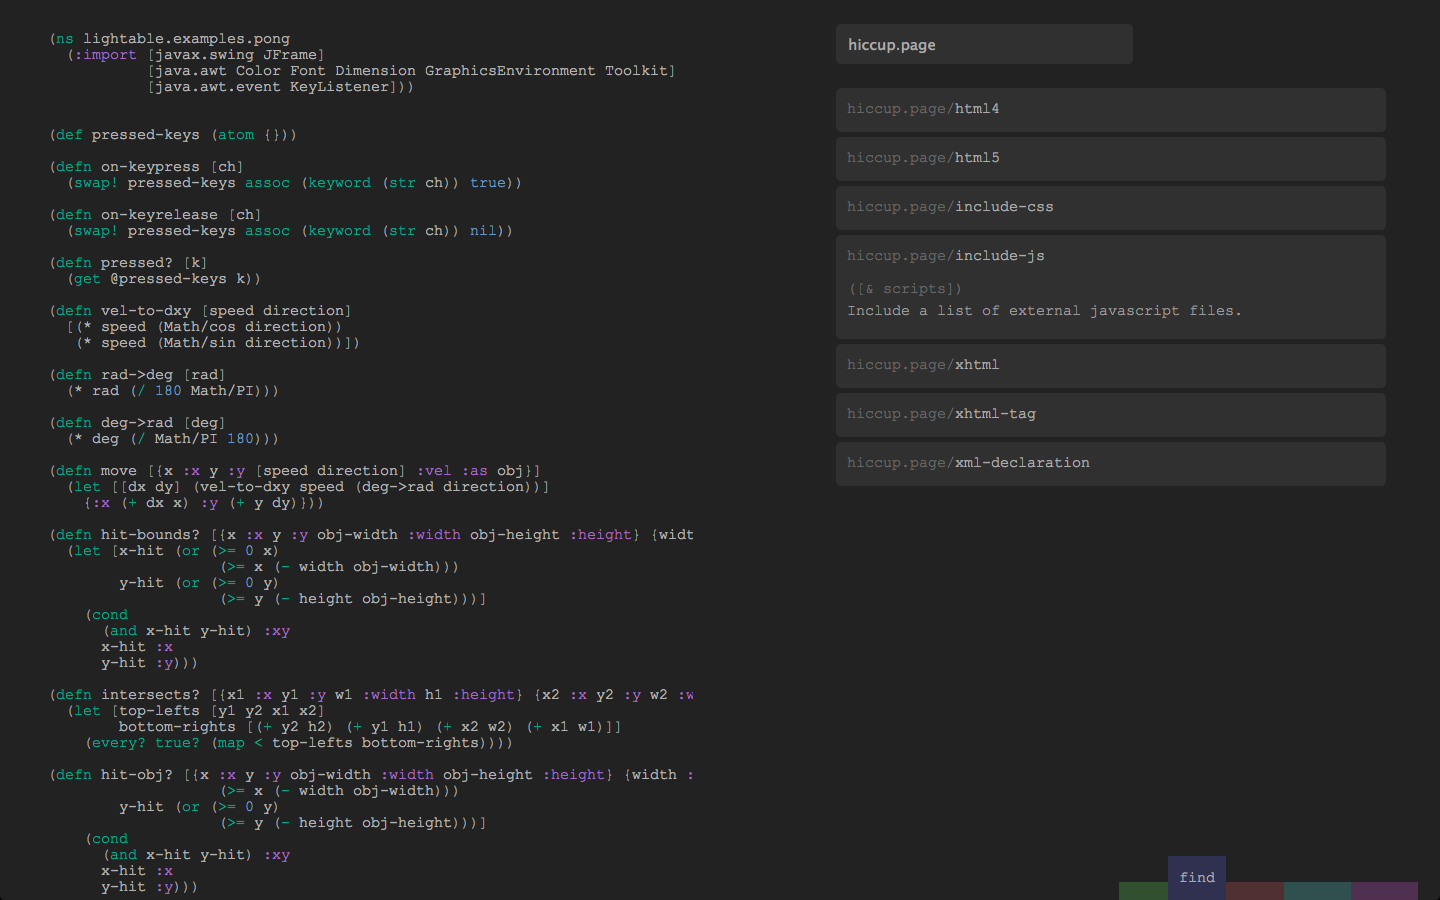 (ns lightable.examples.pong
  (:import [javax.swing JFrame]
           [java.awt Color Font Dimension GraphicsEnvironment Toolkit]
           [java.awt.event KeyListener]))
(def pressed-keys (atom {}))
(defn on-keypress [ch]
  (swap! pressed-keys assoc (keyword (str ch)) true))
(defn on-keyrelease [ch]
  (swap! pressed-keys assoc (keyword (str ch)) nil))
(defn pressed? [k]
  (get @pressed-keys k))
(defn vel-to-dxy [speed direction]
  [(* speed (Math/cos direction))
   (* speed (Math/sin direction))])
(defn rad->deg [rad]
  (* rad (/ 180 Math/PI)))
(defn deg->rad [deg]
  (* deg (/ Math/PI 180)))
(defn move [{x :x y :y [speed direction] :vel :as obj}]
  (let [[dx dy] (vel-to-dxy speed (deg->rad direction))]
    {:x (+ dx x) :y (+ y dy)}))
(defn hit-bounds? [{x :x y :y obj-width :width obj-height :height} {widt
  (let [x-hit (or (>= 0 x)
                   (>= x (- width obj-width)))
        y-hit (or (>= 0 y)
                   (>= y (- height obj-height)))]
    (cond
      (and x-hit y-hit) :xy
      x-hit :x
      y-hit :y)))
(defn intersects? [{x1 :x y1 :y w1 :width h1 :height} {x2 :x y2 :y w2 :w
  (let [top-lefts [y1 y2 x1 x2]
        bottom-rights [(+ y2 h2) (+ y1 h1) (+ x2 w2) (+ x1 w1)]]
    (every? true? (map < top-lefts bottom-rights))))
(defn hit-obj? [{x :x y :y obj-width :width obj-height :height} {width :
                   (>= x (- width obj-width)))
        y-hit (or (>= 0 y)
                   (>= y (- height obj-height)))]
    (cond
      (and x-hit y-hit) :xy
      x-hit :x
      y-hit :y)))
hiccup.page
hiccup.page/html4
hiccup.page/html5
hiccup.page/include-css
hiccup.page/include-js
([& scripts])
Include a list of external javascript files.
hiccup.page/xhtml
hiccup.page/xhtml-tag
hiccup.page/xml-declaration
find